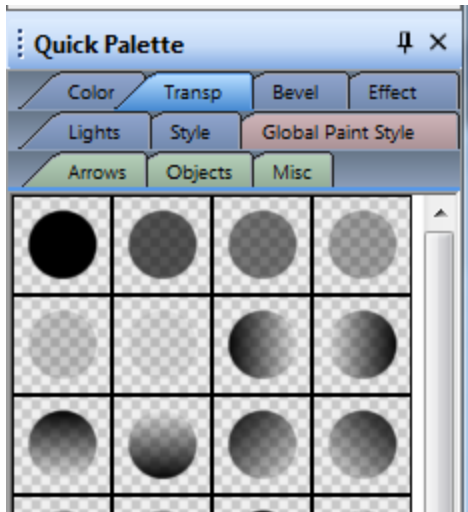 Quick Palette
Color Transp Bevel Effect
Lights Style Global Paint Style
Arrows Objects Misc